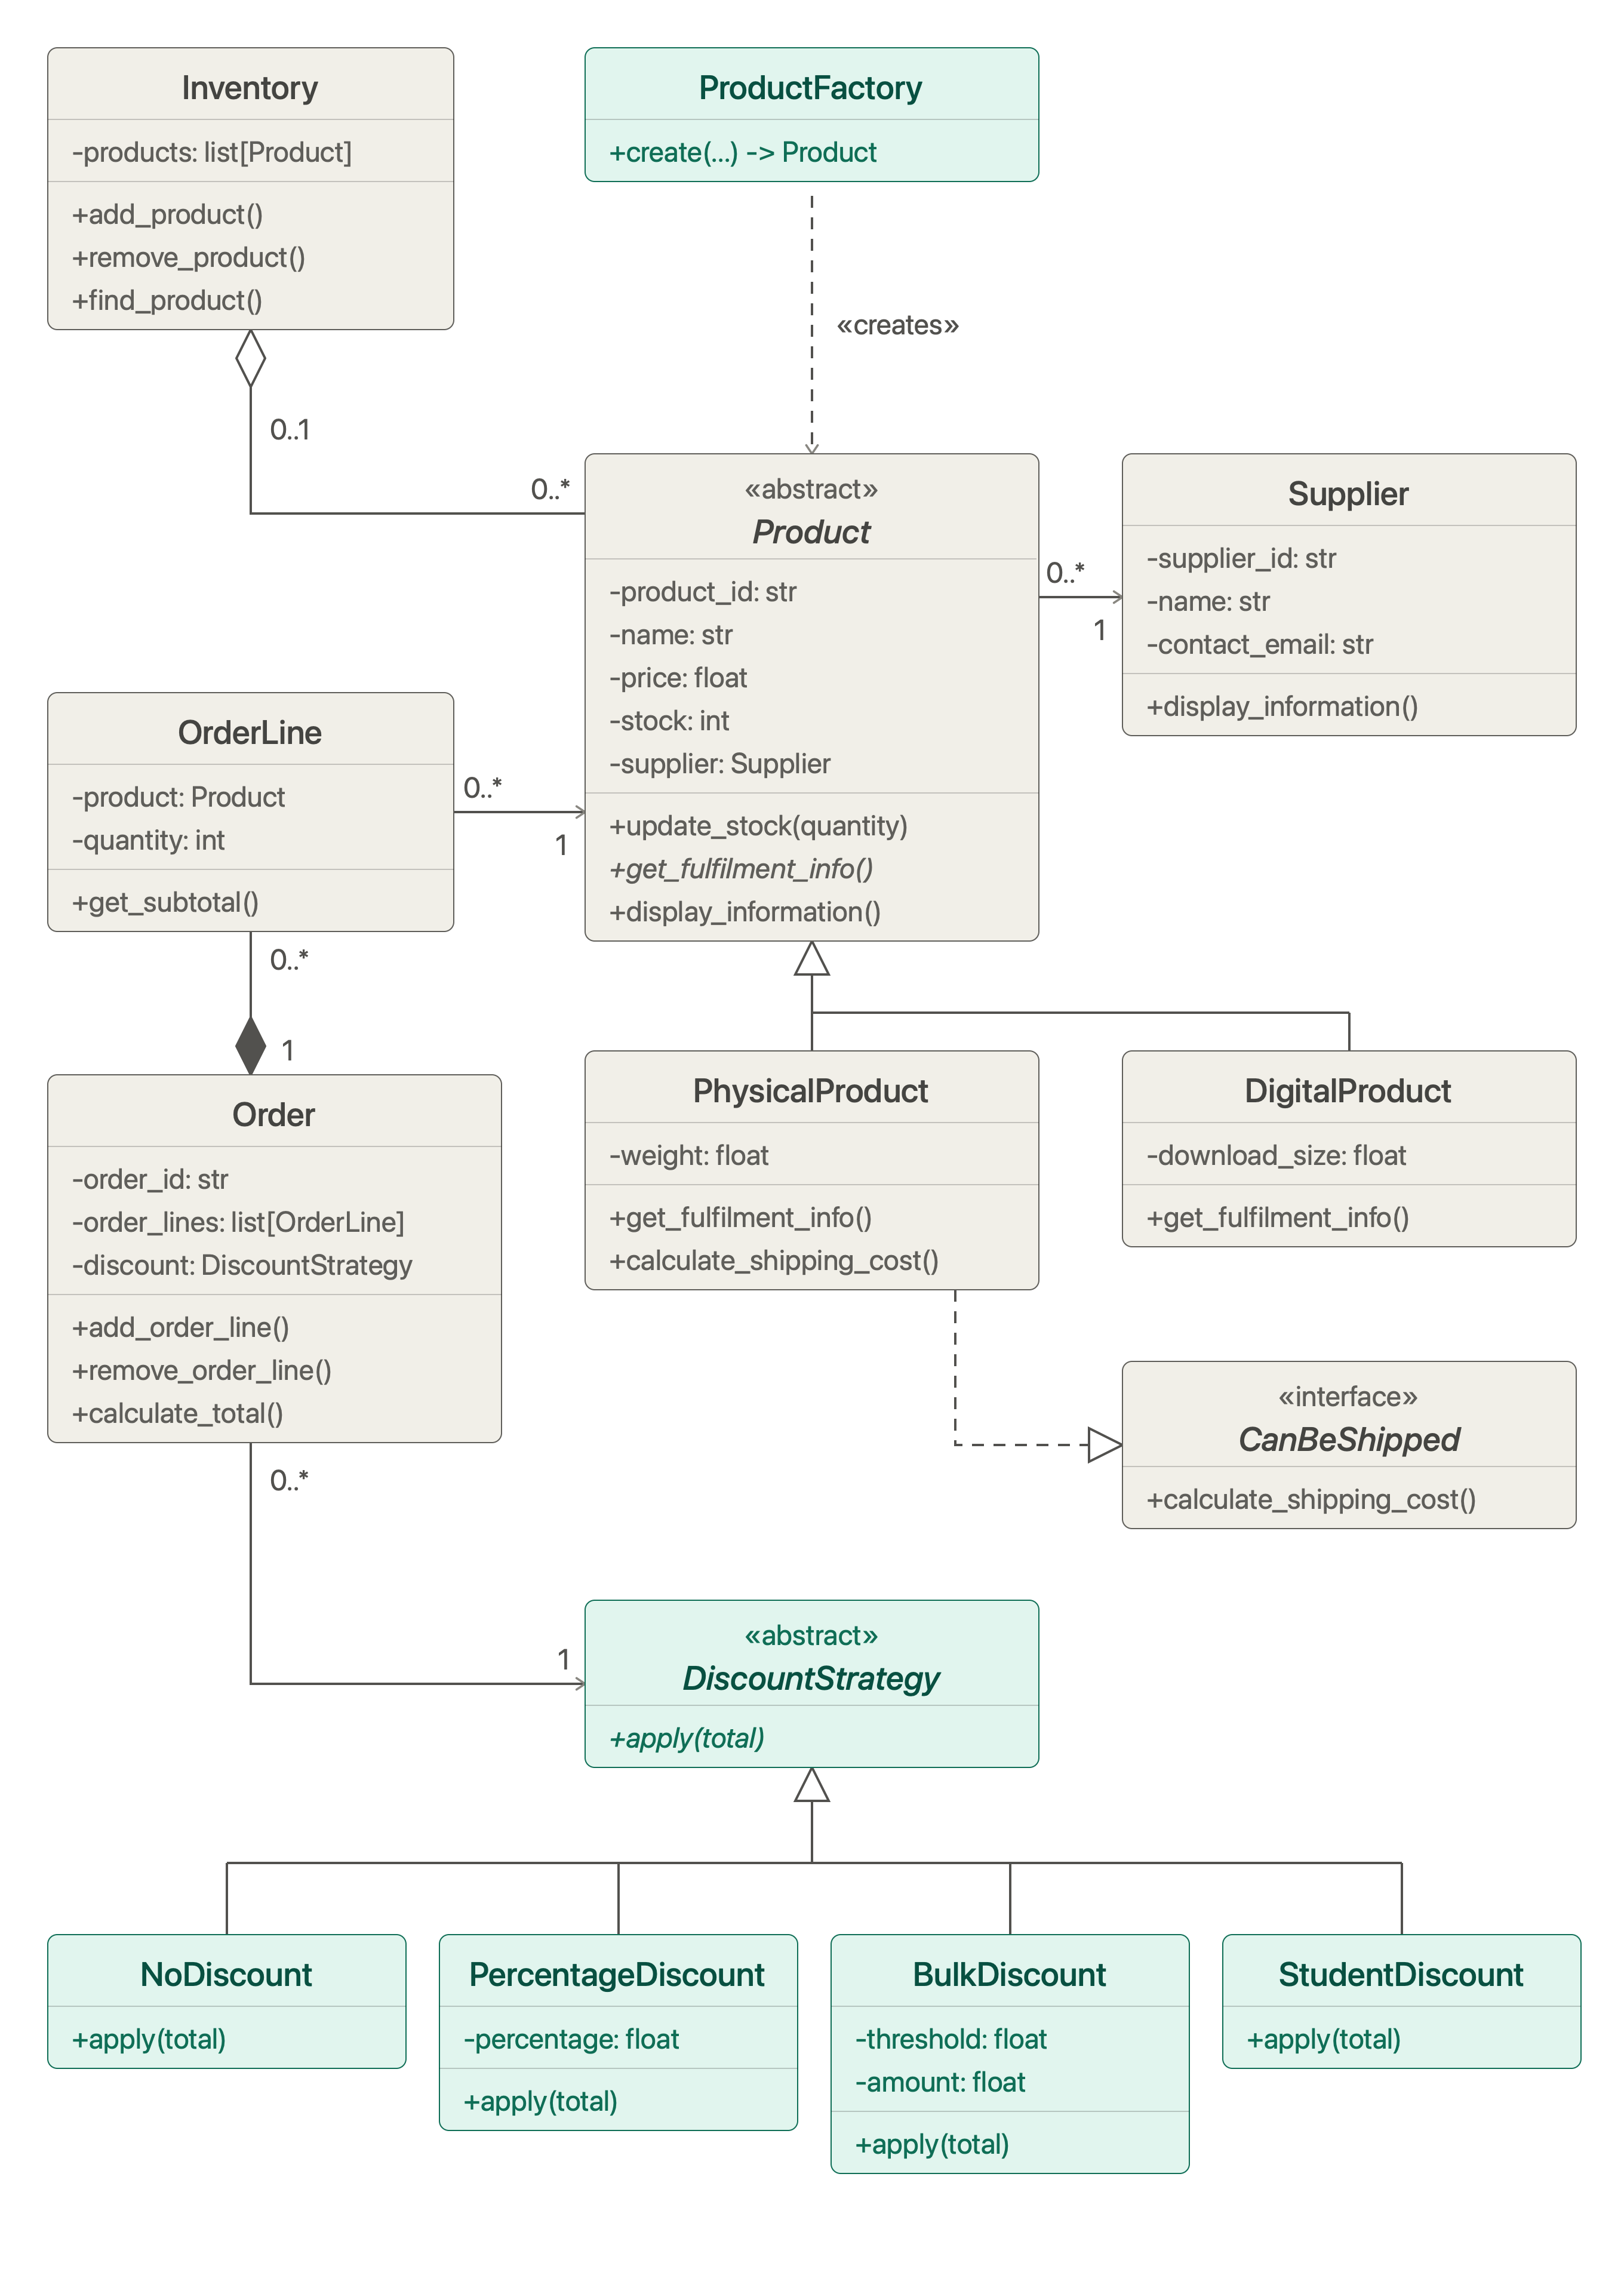 Inventory
-products: list[Product]
+add_product()
+remove_product()
+find_product()
ProductFactory
+create(...) -> Product
«creates»
0..1
0..*
«abstract»
Product
-product_id: str
-name: str
-price: float
-stock: int
-supplier: Supplier
+update_stock(quantity)
+get_fulfilment_info()
+display_information()
0..*
1
Supplier
-supplier_id: str
-name: str
-contact_email: str
+display_information()
OrderLine
-product: Product
-quantity: int
+get_subtotal()
0..*
1
0..*
1
Order
-order_id: str
-order_lines: list[OrderLine]
-discount: DiscountStrategy
+add_order_line()
+remove_order_line()
+calculate_total()
PhysicalProduct
-weight: float
+get_fulfilment_info()
+calculate_shipping_cost()
DigitalProduct
-download_size: float
+get_fulfilment_info()
«interface»
CanBeShipped
+calculate_shipping_cost()
0..*
1
«abstract»
DiscountStrategy
+apply(total)
NoDiscount
+apply(total)
PercentageDiscount
-percentage: float
+apply(total)
BulkDiscount
-threshold: float
-amount: float
+apply(total)
StudentDiscount
+apply(total)